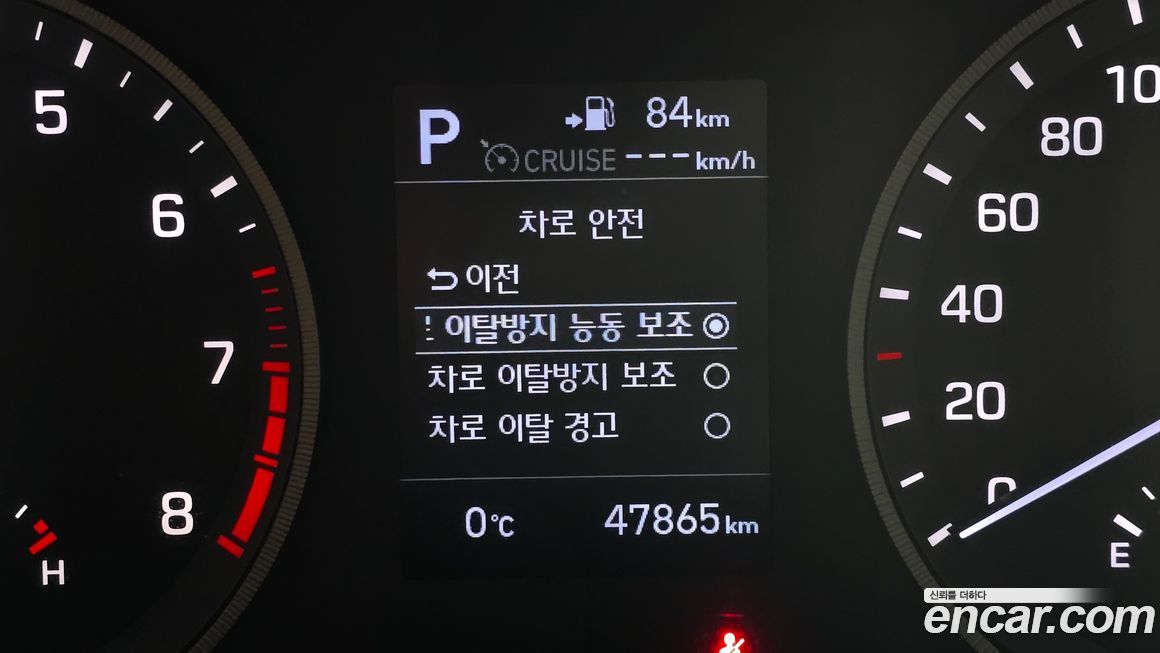 5
6
7
8
H
P
84km
CRUISE ---km/h
차로 안전
이전
이탈방지 능동 보조
차로 이탈방지 보조
차로 이탈 경고
0℃
47865km
100
80
60
40
20
0
E
신뢰를 더하다
encar.com